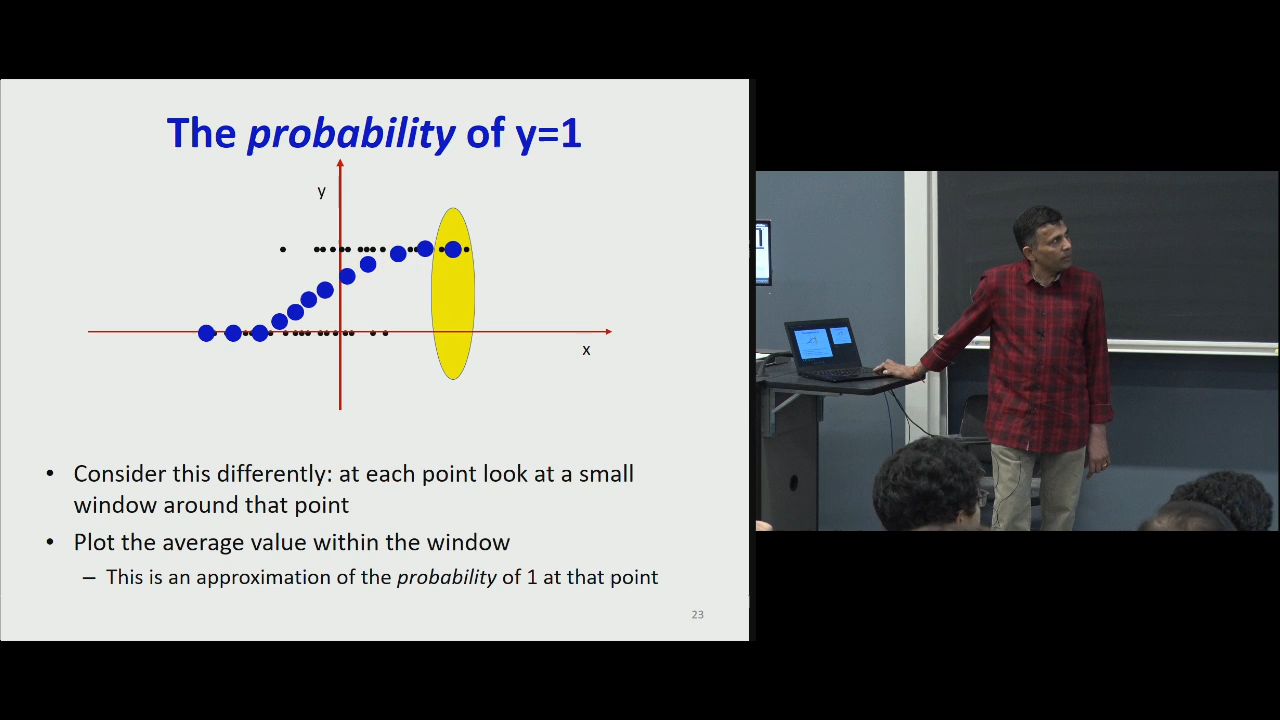 The probability of y=1
y
x
• Consider this differently: at each point look at a small
window around that point
• Plot the average value within the window
– This is an approximation of the probability of 1 at that point
23